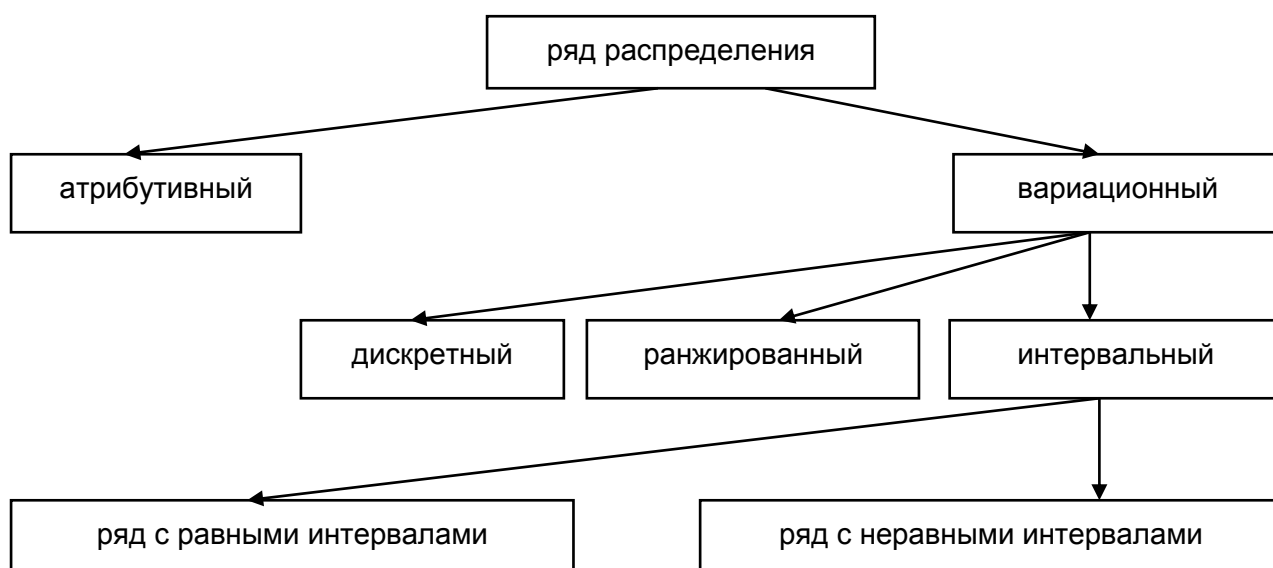 ряд распределения
атрибутивный
вариационный
дискретный
ранжированный
интервальный
ряд с равными интервалами
ряд с неравными интервалами